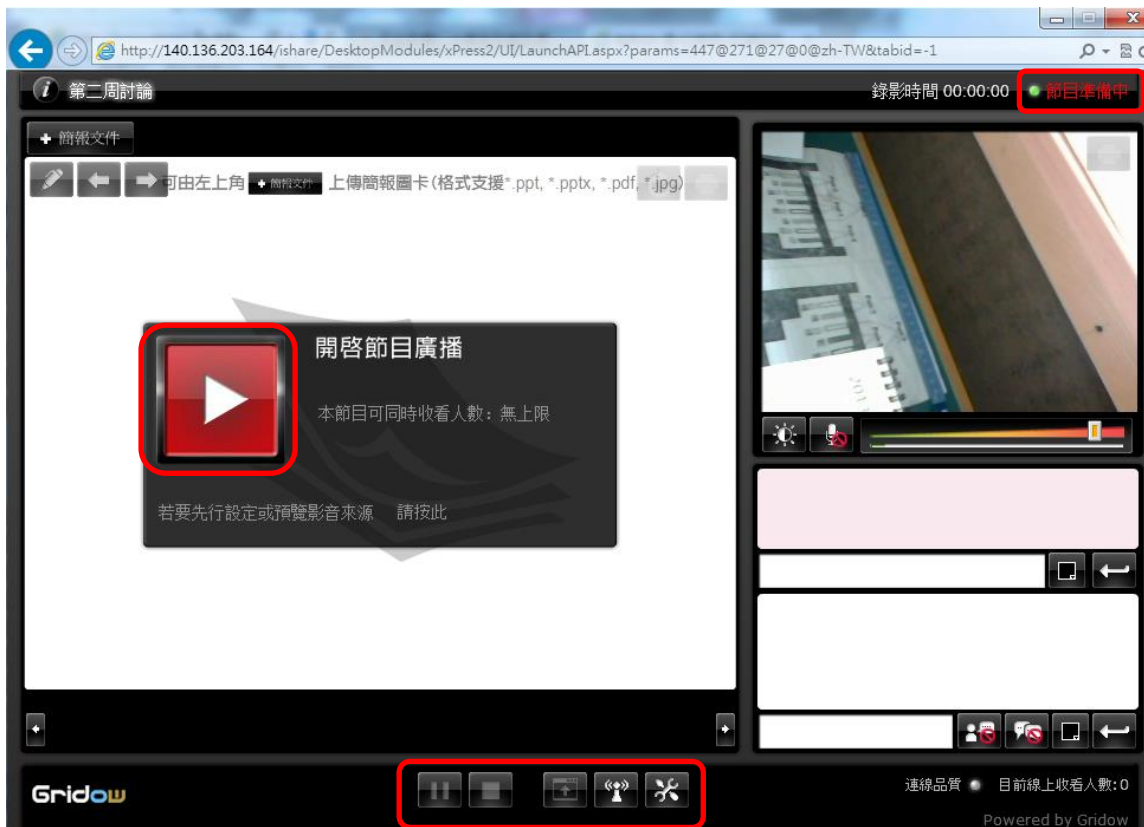 http://140.136.203.164/ishare/DesktopModules/xPress2/UI/LaunchAPI.aspx?params=447@271@27@0@zh-TW&tabid=-1
第二周討論
錄影時間 00:00:00
節目準備中
簡報文件
可由左上角 簡報文件 上傳簡報圖卡(格式支援*.ppt, *.pptx, *.pdf, *.jpg)
開啓節目廣播
本節目可同時收看人數：無上限
若要先行設定或預覽影音來源 請按此
Gridow
連線品質 目前線上收看人數:0
Powered by Gridow